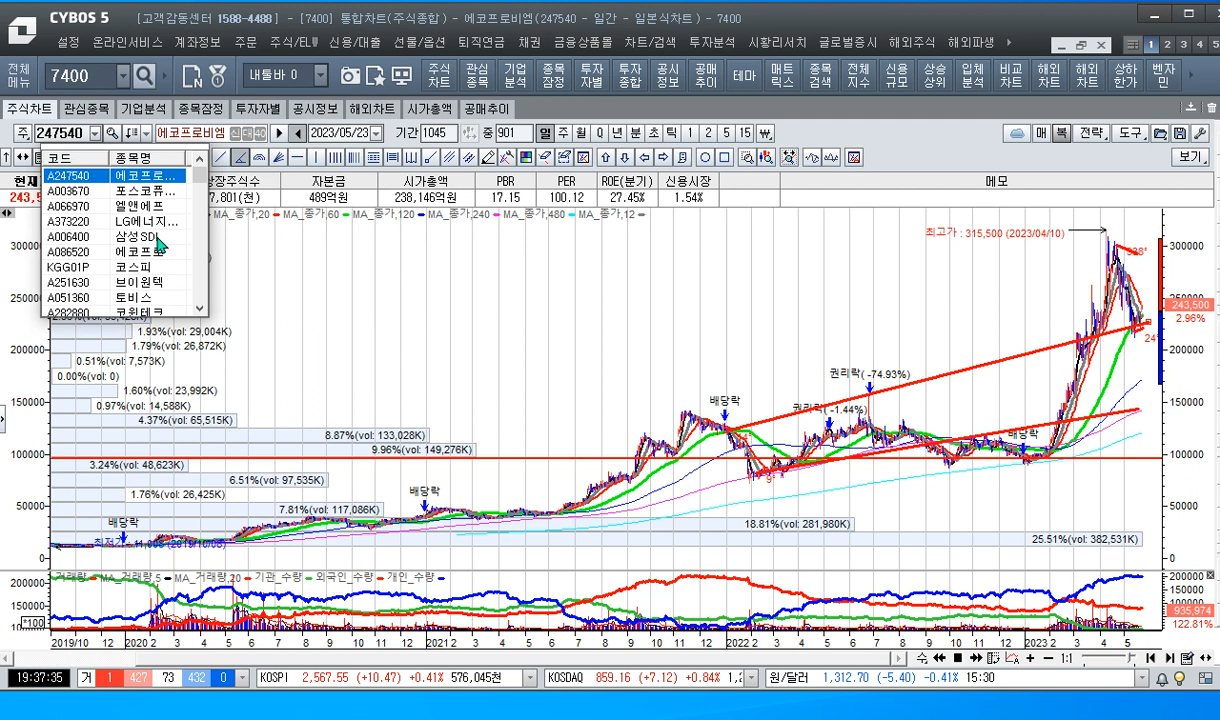 CYBOS 5 [고객감동센터 1588-4488] - [7400] 통합차트(주식종합) - 에코프로비엠(247540 - 일간 - 일본식차트) - 7400
설정 온라인서비스 계좌정보 주문 주식/ELW 신용/대출 선물/옵션 퇴직연금 채권 금융상품몰 차트/검색 투자분석 시황리서치 글로벌증시 해외주식 해외파생
1 2 3 4 5
전체 메뉴 7400 내툴바 0 주식 차트 관심 종목 기업 분석 종목 잠정 투자 자별 투자 종합 공시 정보 공매 추이 테마 매트 릭스 종목 검색 전체 지수 신용 규모 상승 상위 입체 분석 비교 차트 해외 차트 해외 차트 상하 한가 벤자 민
주식차트 관심종목 기업분석 종목잠정 투자자별 공시정보 해외차트 시가총액 공매추이
주 247540 에코프로비엠 신 대 40 2023/05/23 기간 1045 중 901 일 주 월 Q 년 분 초 틱 1 2 5 15 매 복 전략 도구
보기
코드 종목명
A247540 에코프로...
A003670 포스코퓨...
A066970 엘앤에프
A373220 LG에너지...
A006400 삼성SDI
A086520 에코프로
KGG01P 코스피
A251630 브이원텍
A051360 토비스
A282880 코윈테크
현재 상장주식수 자본금 시가총액 PBR PER ROE(분기) 신용시장 메모
243,5 7,801(천) 489억원 238,146억원 17.15 100.12 27.45% 1.54%
MA_종가,20 MA_종가,60 MA_종가,120 MA_종가,240 MA_종가,480 MA_종가,12
최고가 : 315,500 (2023/04/10)
300000 300000
250000 250000
243,500
2.96%
200000 200000
150000 150000
100000 100000
50000 50000
0 0
1.93%(vol: 29,004K)
1.79%(vol: 26,872K)
0.51%(vol: 7,573K)
0.00%(vol: 0)
1.60%(vol: 23,992K)
0.97%(vol: 14,588K)
4.37%(vol: 65,515K)
8.87%(vol: 133,028K)
9.96%(vol: 149,276K)
3.24%(vol: 48,623K)
6.51%(vol: 97,535K)
1.76%(vol: 26,425K)
7.81%(vol: 117,086K)
18.81%(vol: 281,980K)
25.51%(vol: 382,531K)
권리락(-74.93%)
배당락
권리락(-1.44%)
배당락
배당락
배당락
9°
거래량 MA_거래량,5 MA_거래량,20 기관_수량 외국인_수량 개인_수량
200000 200000
150000 150000
935,974
122.81%
*100
2019/10 12 2020 2 3 4 5 6 7 8 9 10 11 12 2021 2 3 4 5 6 7 8 9 10 11 12 2022 2 3 4 5 6 7 8 9 10 11 12 2023 2 3 4 5
1:1
19:37:35 거 1 427 73 432 0 KOSPI 2,567.55 (+10.47) +0.41% 576,045천 KOSDAQ 859.16 (+7.12) +0.84% 원/달러 1,312.70 (-5.40) -0.41% 15:30